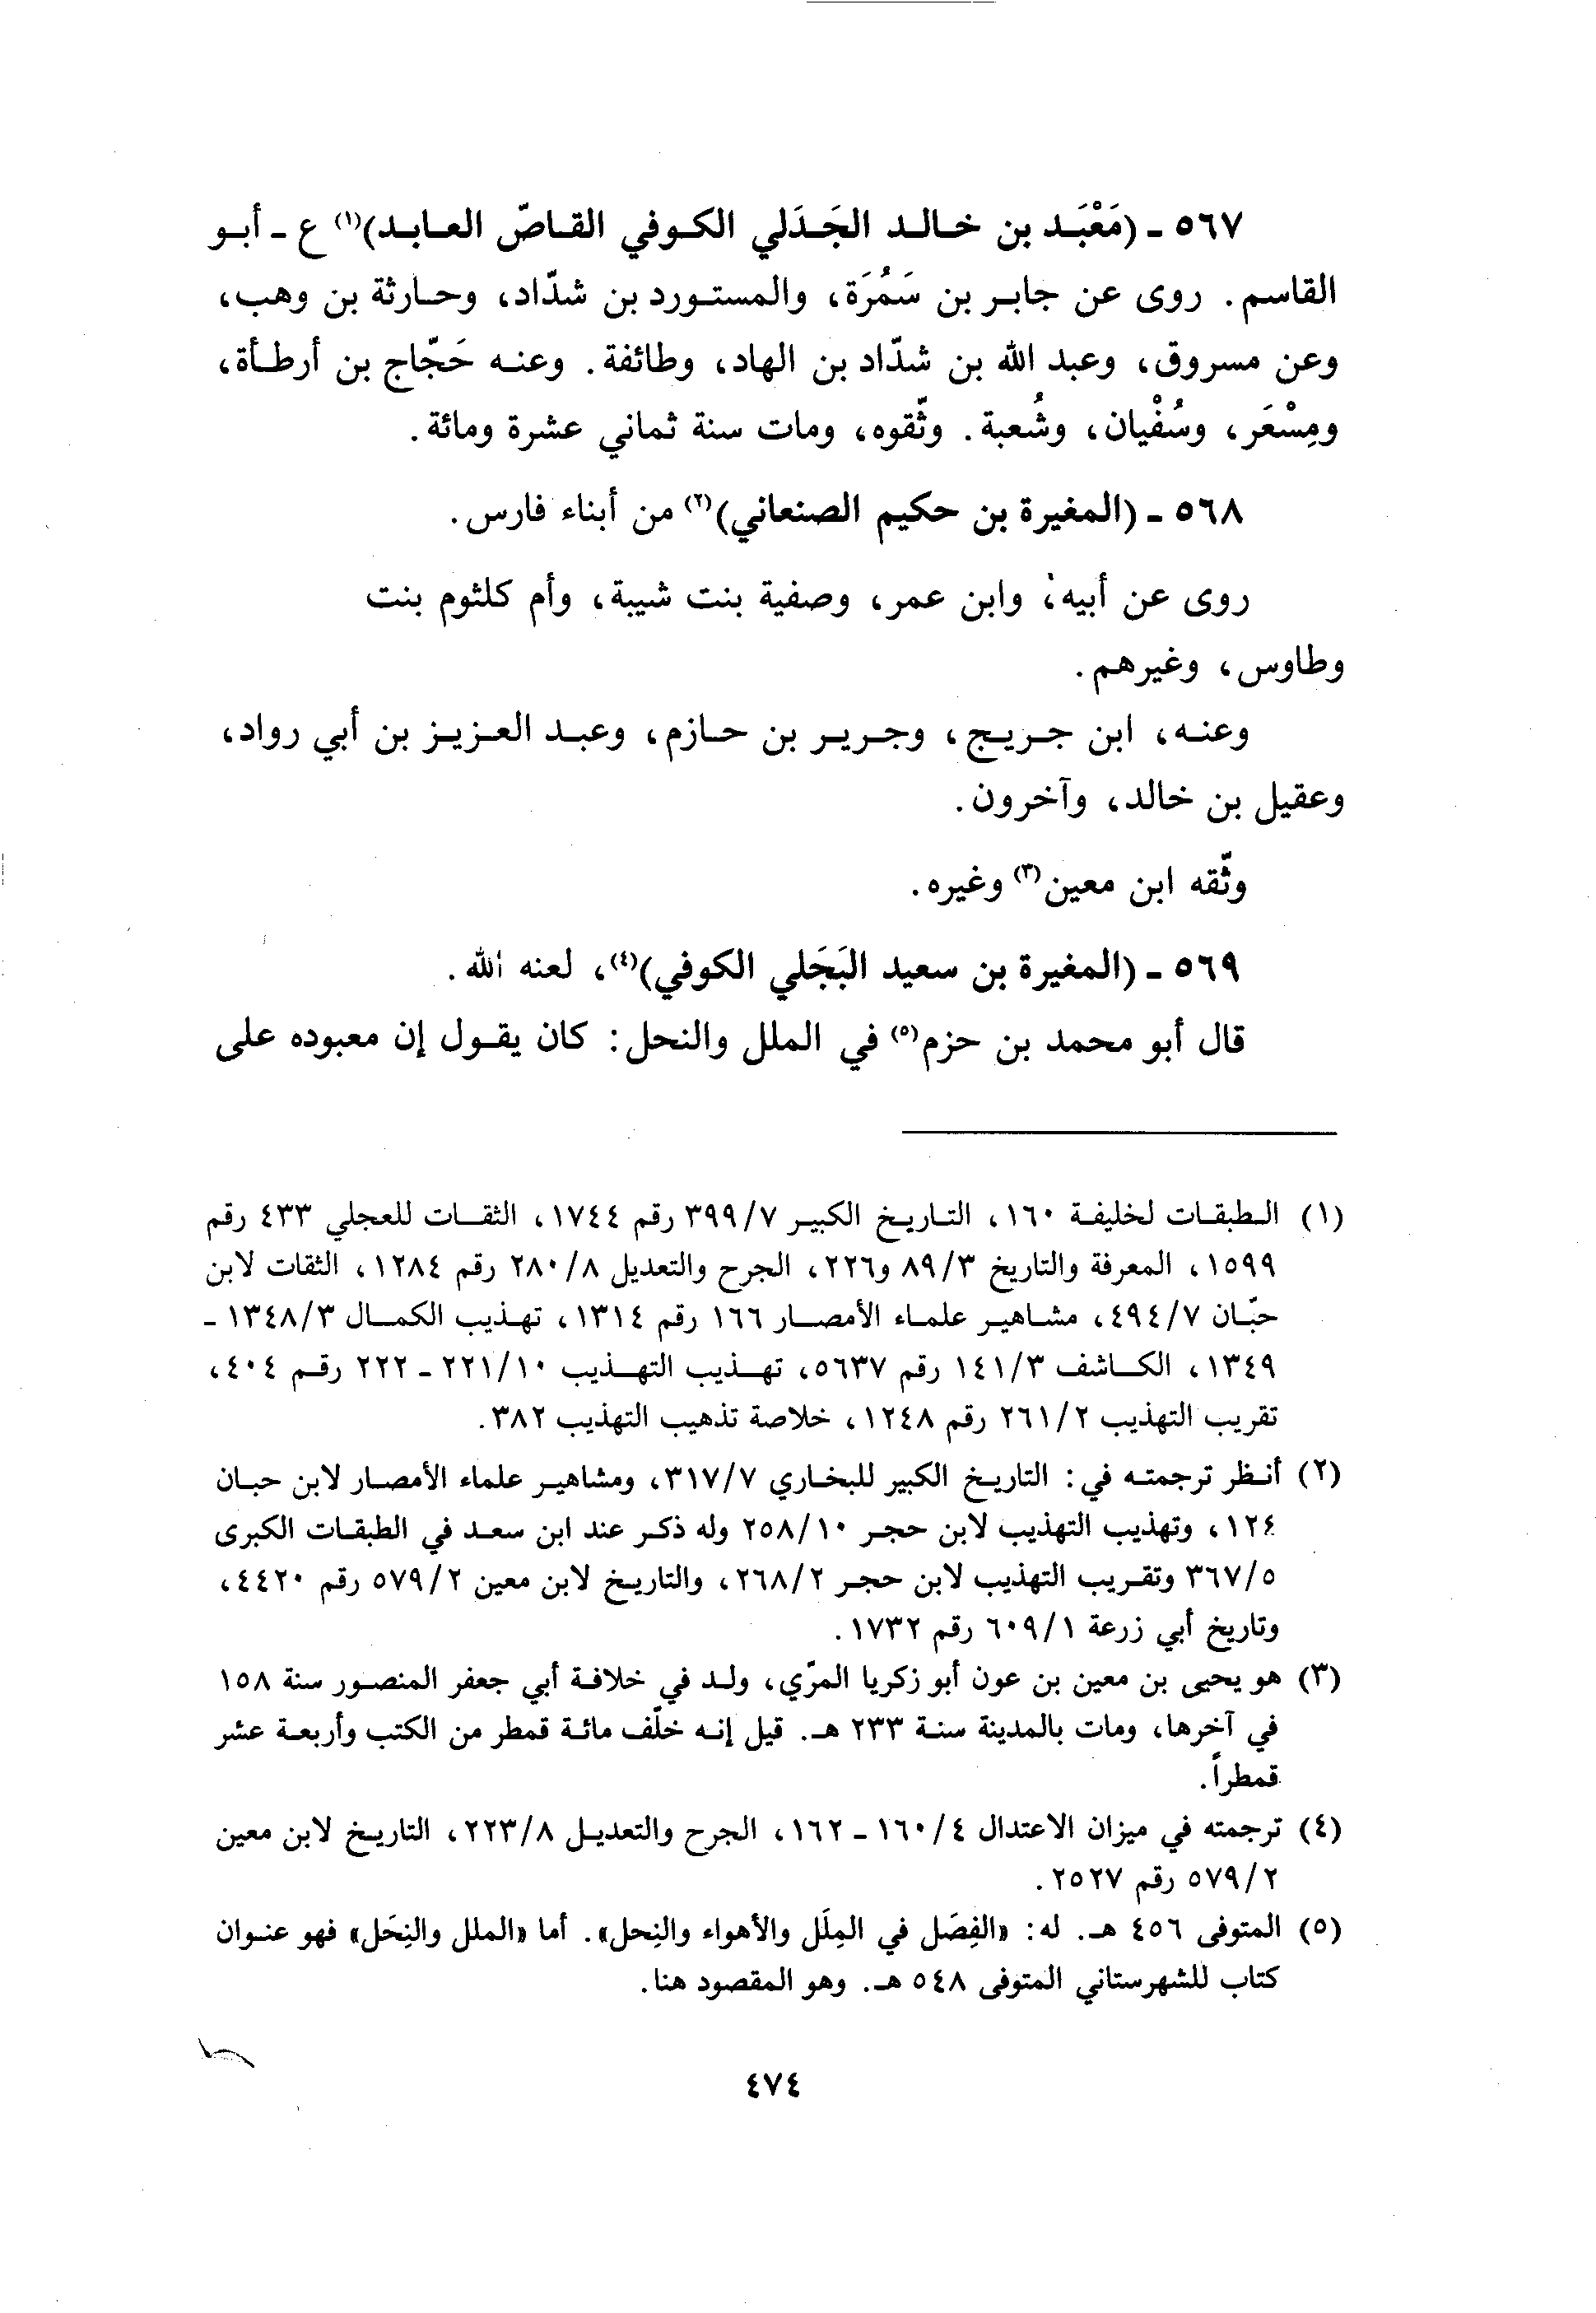 ٥٦٧ - (مَعْبَد بن خالد الجَدَلي الكوفي القاصّ العابد)(١) ع - أبو
القاسم. روى عن جابر بن سَمُرَة، والمستورد بن شدّاد، وحارثة بن وهب،
وعن مسروق، وعبد الله بن شدّاد بن الهاد، وطائفة. وعنه حَجّاج بن أرطأة،
ومِسْعَر، وسُفْيان، وشُعبة. وثّقوه، ومات سنة ثماني عشرة ومائة.
٥٦٨ - (المغيرة بن حكيم الصنعاني)(٢) من أبناء فارس.
روى عن أبيه، وابن عمر، وصفية بنت شيبة، وأم كلثوم بنت
وطاوس، وغيرهم.
وعنه، ابن جريج، وجرير بن حازم، وعبد العزيز بن أبي رواد،
وعقيل بن خالد، وآخرون.
وثّقه ابن معين(٣) وغيره.
٥٦٩ - (المغيرة بن سعيد البَجَلي الكوفي)(٤)، لعنه الله.
قال أبو محمد بن حزم(٥) في الملل والنحل: كان يقول إن معبوده على
(١) الطبقات لخليفة ١٦٠، التاريخ الكبير ٣٩٩/٧ رقم ١٧٤٤، الثقات للعجلي ٤٣٣ رقم
١٥٩٩، المعرفة والتاريخ ٨٩/٣ و٢٢٦، الجرح والتعديل ٢٨٠/٨ رقم ١٢٨٤، الثقات لابن
حبّان ٤٩٤/٧، مشاهير علماء الأمصار ١٦٦ رقم ١٣١٤، تهذيب الكمال ١٣٤٨/٣ -
١٣٤٩، الكاشف ١٤١/٣ رقم ٥٦٣٧، تهذيب التهذيب ٢٢١/١٠ - ٢٢٢ رقم ٤٠٤،
تقريب التهذيب ٢٦١/٢ رقم ١٢٤٨، خلاصة تذهيب التهذيب ٣٨٢.
(٢) أنظر ترجمته في: التاريخ الكبير للبخاري ٣١٧/٧، ومشاهير علماء الأمصار لابن حبان
١٢٤، وتهذيب التهذيب لابن حجر ٢٥٨/١٠ وله ذكر عند ابن سعد في الطبقات الكبرى
٣٦٧/٥ وتقريب التهذيب لابن حجر ٢٦٨/٢، والتاريخ لابن معين ٥٧٩/٢ رقم ٤٤٢٠،
وتاريخ أبي زرعة ٦٠٩/١ رقم ١٧٣٢.
(٣) هو يحيى بن معين بن عون أبو زكريا المرّي، ولد في خلافة أبي جعفر المنصور سنة ١٥٨
في آخرها، ومات بالمدينة سنة ٢٣٣ هـ. قيل إنه خلّف مائة قمطر من الكتب وأربعة عشر
قمطراً.
(٤) ترجمته في ميزان الاعتدال ١٦٠/٤ - ١٦٢، الجرح والتعديل ٢٢٣/٨، التاريخ لابن معين
٥٧٩/٢ رقم ٢٥٢٧.
(٥) المتوفى ٤٥٦ هـ. له: «الفِصَل في المِلَل والأهواء والنِحل». أما «الملل والنِحَل» فهو عنوان
كتاب للشهرستاني المتوفى ٥٤٨ هـ. وهو المقصود هنا.
٤٧٤